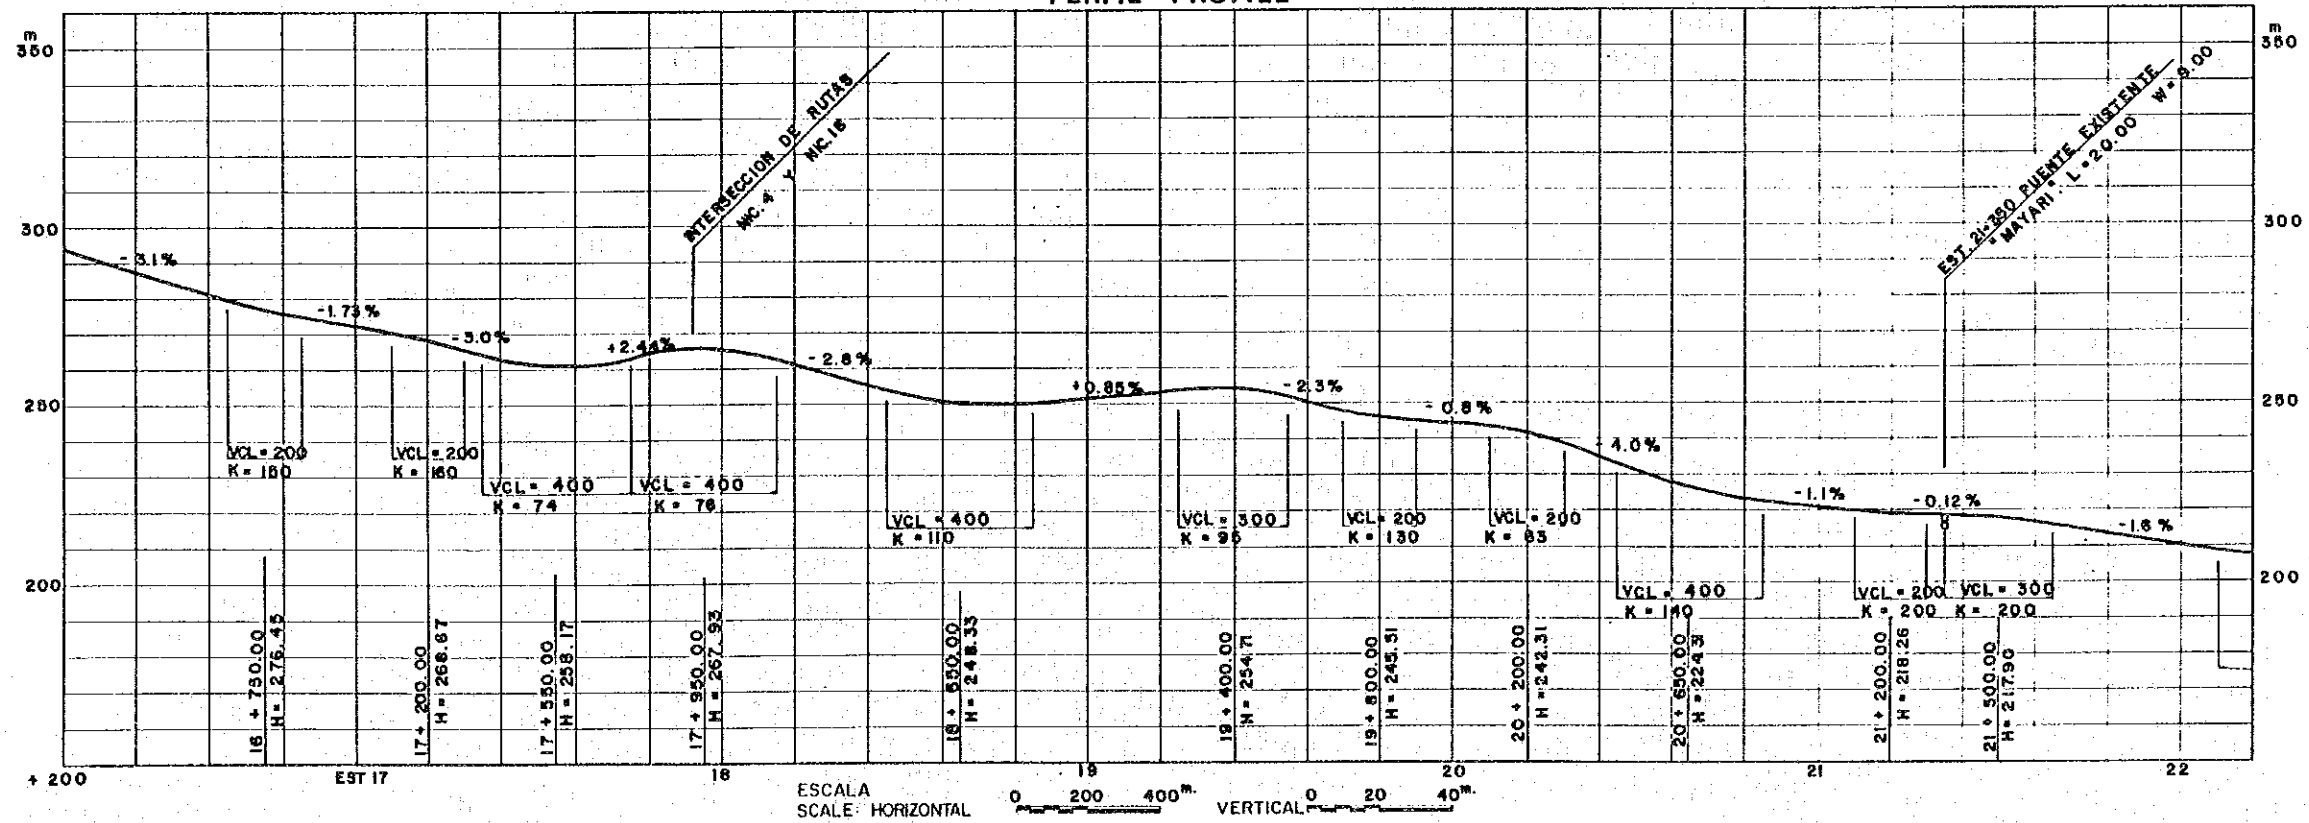 m
350
300
250
200
m
350
300
250
200
INTERSECCION DE RUTAS
NIC. 4 Y NIC. 18
EST. 21+350 PUENTE EXISTENTE
"MAYARI". L=20.00 W=9.00
-3.1%
-1.73%
-3.0%
+2.44%
-2.8%
+0.85%
-2.3%
-0.8%
-4.0%
-1.1%
-0.12%
-1.6%
VCL=200
K=150
VCL=200
K=160
VCL=400
K=74
VCL=400
K=76
VCL=400
K=110
VCL=300
K=95
VCL=200
K=130
VCL=200
K=63
VCL=400
K=140
VCL=200
K=200
VCL=300
K=200
16+750.00
H=276.45
17+200.00
H=268.67
17+550.00
H=258.17
17+950.00
H=267.93
18+650.00
H=248.33
19+400.00
H=254.71
19+800.00
H=245.51
20+200.00
H=242.31
20+650.00
H=224.31
21+200.00
H=218.26
21+500.00
H=217.90
+200
EST 17
18
19
20
21
22
ESCALA
SCALE: HORIZONTAL 0 200 400m. VERTICAL 0 20 40m.